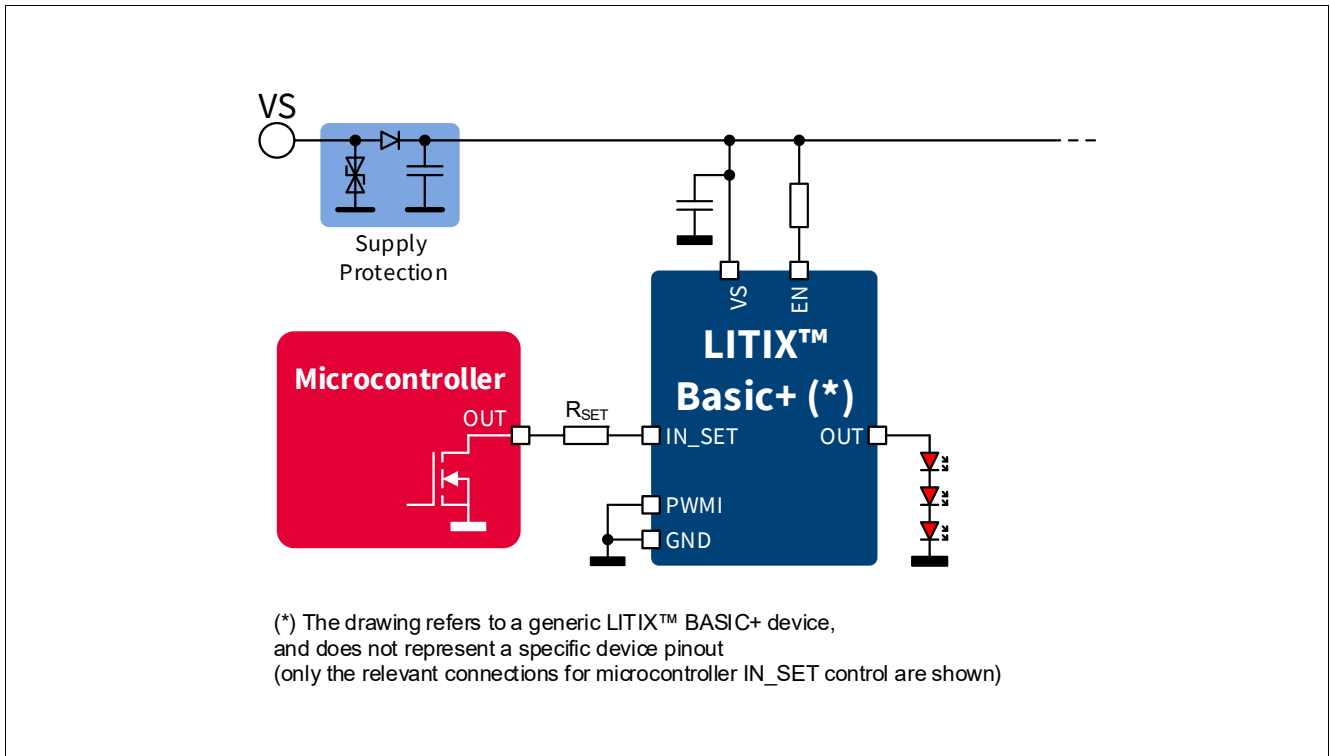 VS
Supply
Protection
VS
EN
LITIX™
Basic+ (*)
Microcontroller
OUT
RSET
IN_SET
OUT
PWMI
GND
(*) The drawing refers to a generic LITIX™ BASIC+ device,
and does not represent a specific device pinout
(only the relevant connections for microcontroller IN_SET control are shown)